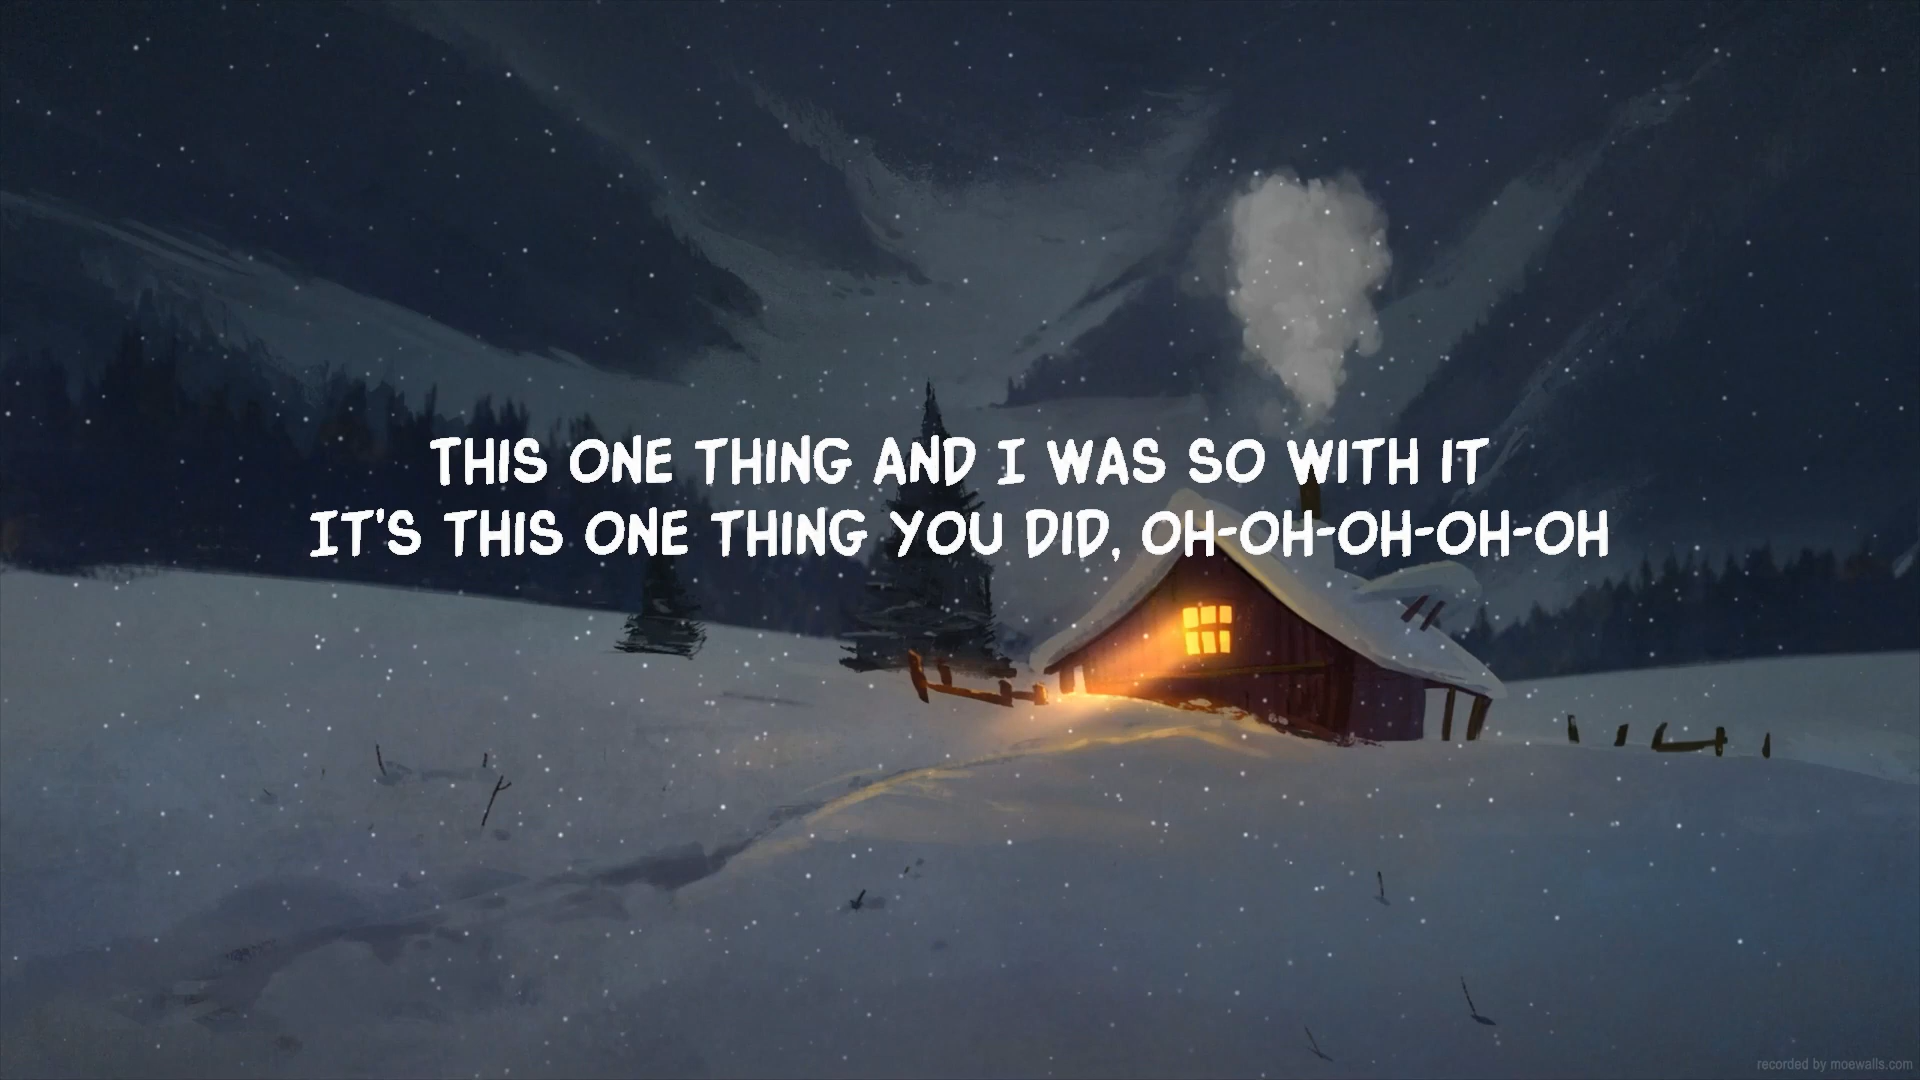 THIS ONE THING AND I WAS SO WITH IT
IT'S THIS ONE THING YOU DID, OH-OH-OH-OH-OH
recorded by moewalls.com